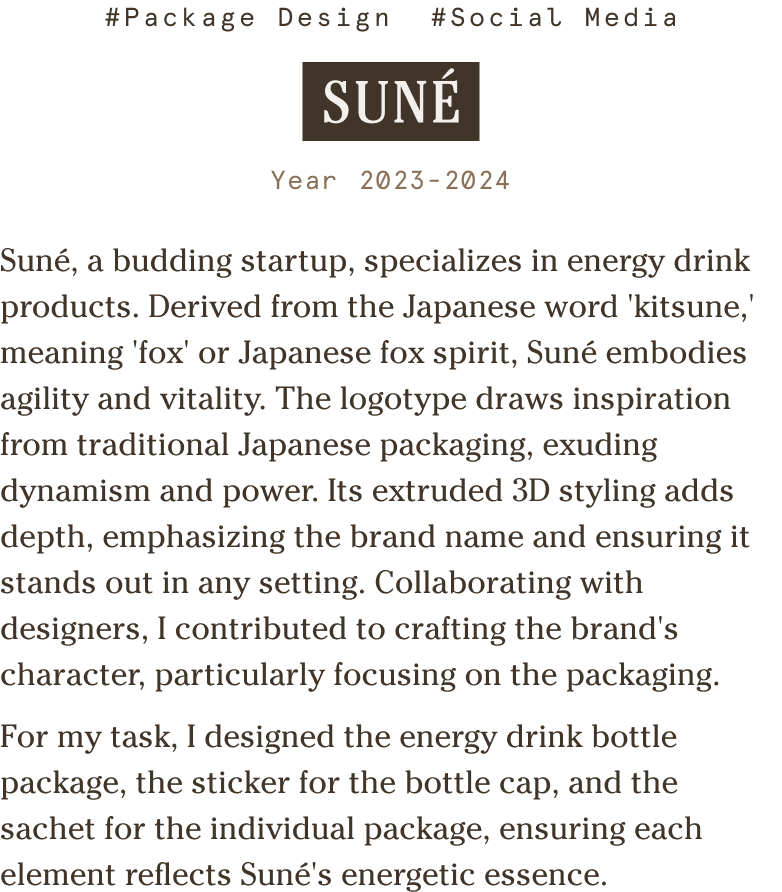 #Package Design #Social Media
SUNÉ
Year 2023-2024
Suné, a budding startup, specializes in energy drink
products. Derived from the Japanese word 'kitsune,'
meaning 'fox' or Japanese fox spirit, Suné embodies
agility and vitality. The logotype draws inspiration
from traditional Japanese packaging, exuding
dynamism and power. Its extruded 3D styling adds
depth, emphasizing the brand name and ensuring it
stands out in any setting. Collaborating with
designers, I contributed to crafting the brand's
character, particularly focusing on the packaging.
For my task, I designed the energy drink bottle
package, the sticker for the bottle cap, and the
sachet for the individual package, ensuring each
element reflects Suné's energetic essence.